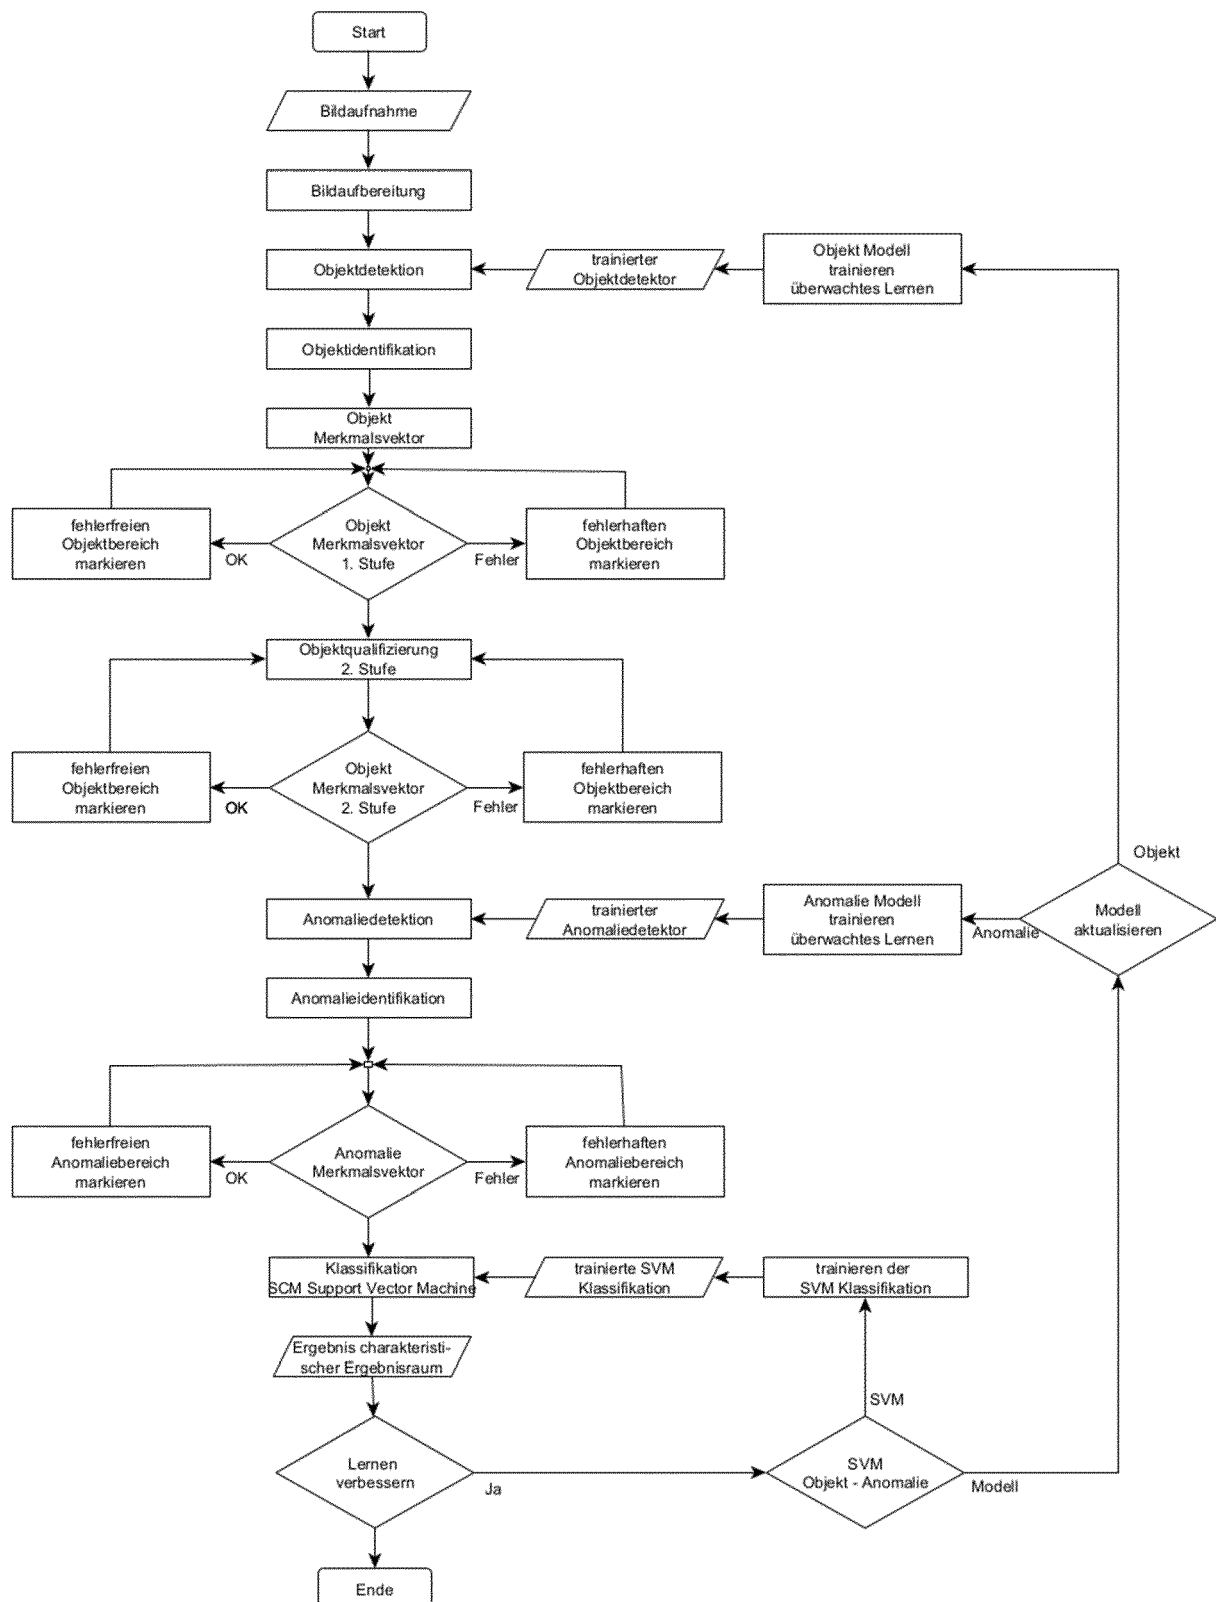 Start
Bildaufnahme
Bildaufbereitung
Objektdetektion
trainierter
Objektdetektor
Objekt Modell
trainieren
überwachtes Lernen
Objektidentifikation
Objekt
Merkmalsvektor
fehlerfreien
Objektbereich
markieren
OK
Objekt
Merkmalsvektor
1. Stufe
Fehler
fehlerhaften
Objektbereich
markieren
Objektqualifizierung
2. Stufe
fehlerfreien
Objektbereich
markieren
OK
Objekt
Merkmalsvektor
2. Stufe
Fehler
fehlerhaften
Objektbereich
markieren
Objekt
Anomaliedetektion
trainierter
Anomaliedetektor
Anomalie Modell
trainieren
überwachtes Lernen
Anomalie
Modell
aktualisieren
Anomalieidentifikation
fehlerfreien
Anomaliebereich
markieren
OK
Anomalie
Merkmalsvektor
Fehler
fehlerhaften
Anomaliebereich
markieren
Klassifikation
SCM Support Vector Machine
trainierte SVM
Klassifikation
trainieren der
SVM Klassifikation
Ergebnis charakteristi-
scher Ergebnisraum
SVM
Lernen
verbessern
Ja
SVM
Objekt - Anomalie
Modell
Ende